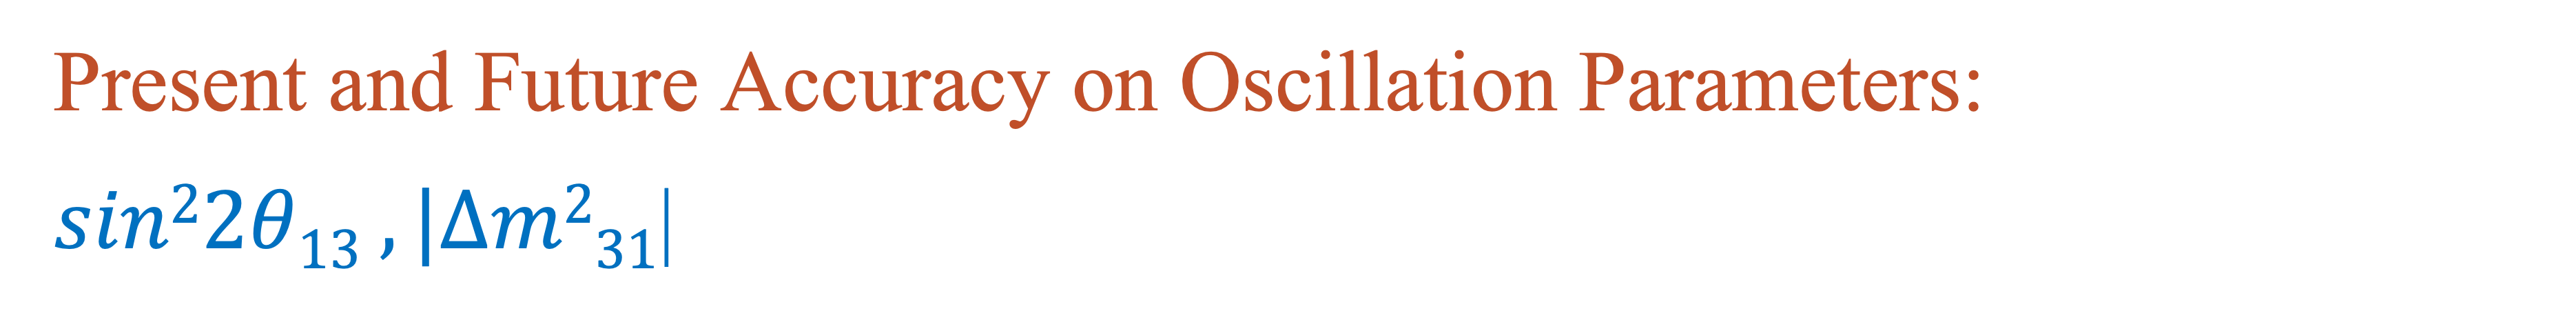 Present and Future Accuracy on Oscillation Parameters:
sin²2θ₁₃ , |Δm²₃₁|